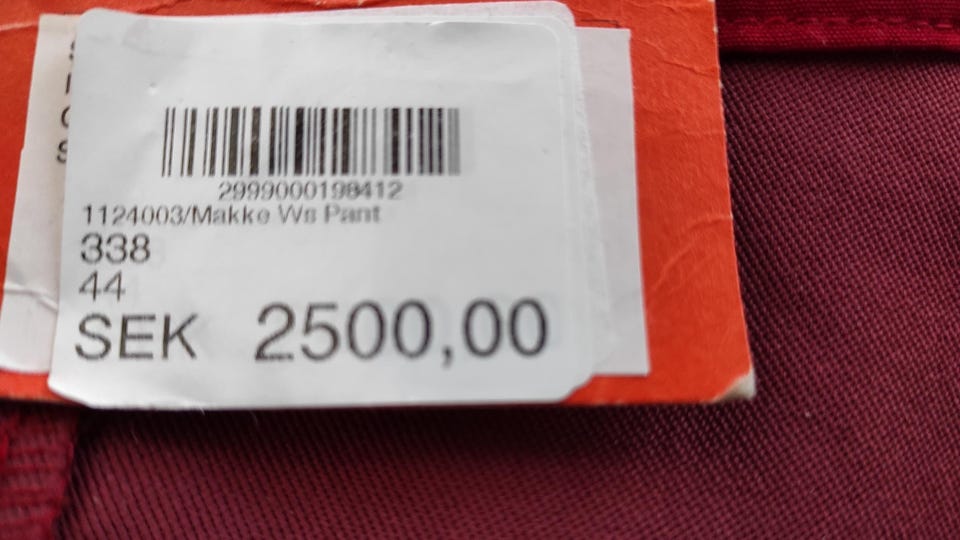 2999000198412
1124003/Makke Ws Pant
338
44
SEK 2500,00